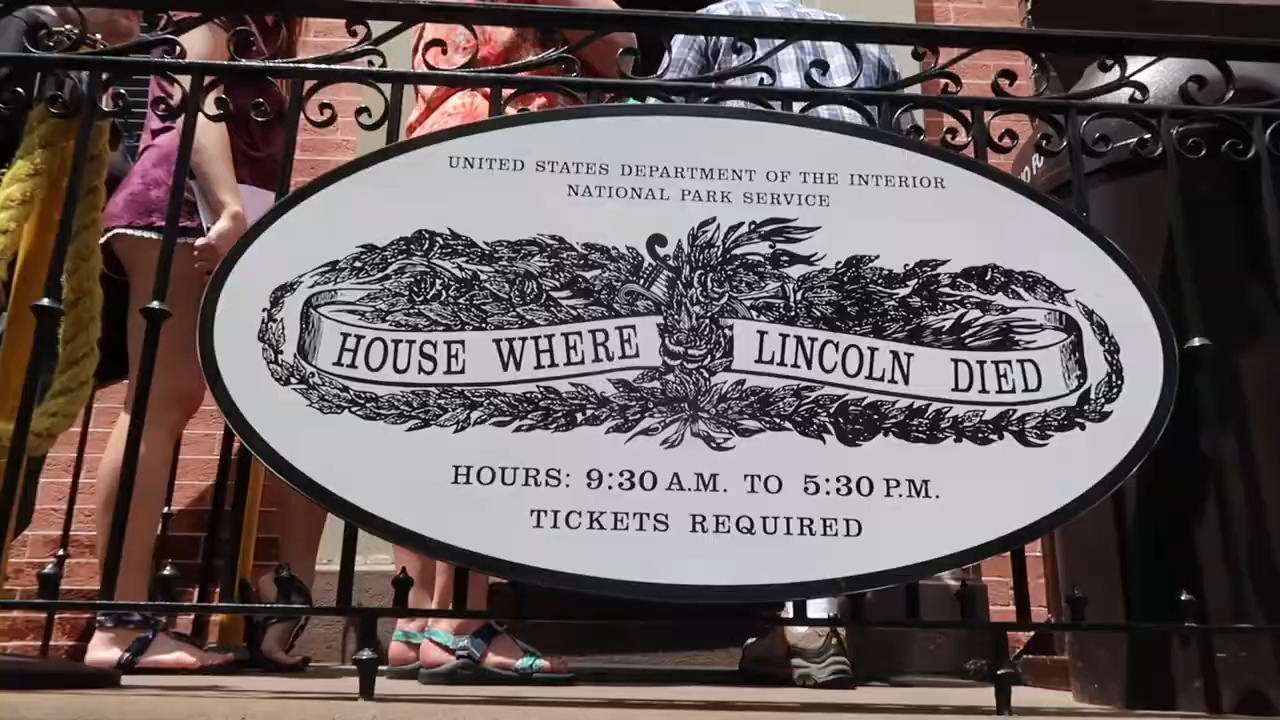 UNITED STATES DEPARTMENT OF THE INTERIOR
NATIONAL PARK SERVICE
HOUSE WHERE LINCOLN DIED
HOURS: 9:30 A.M. TO 5:30 P.M.
TICKETS REQUIRED